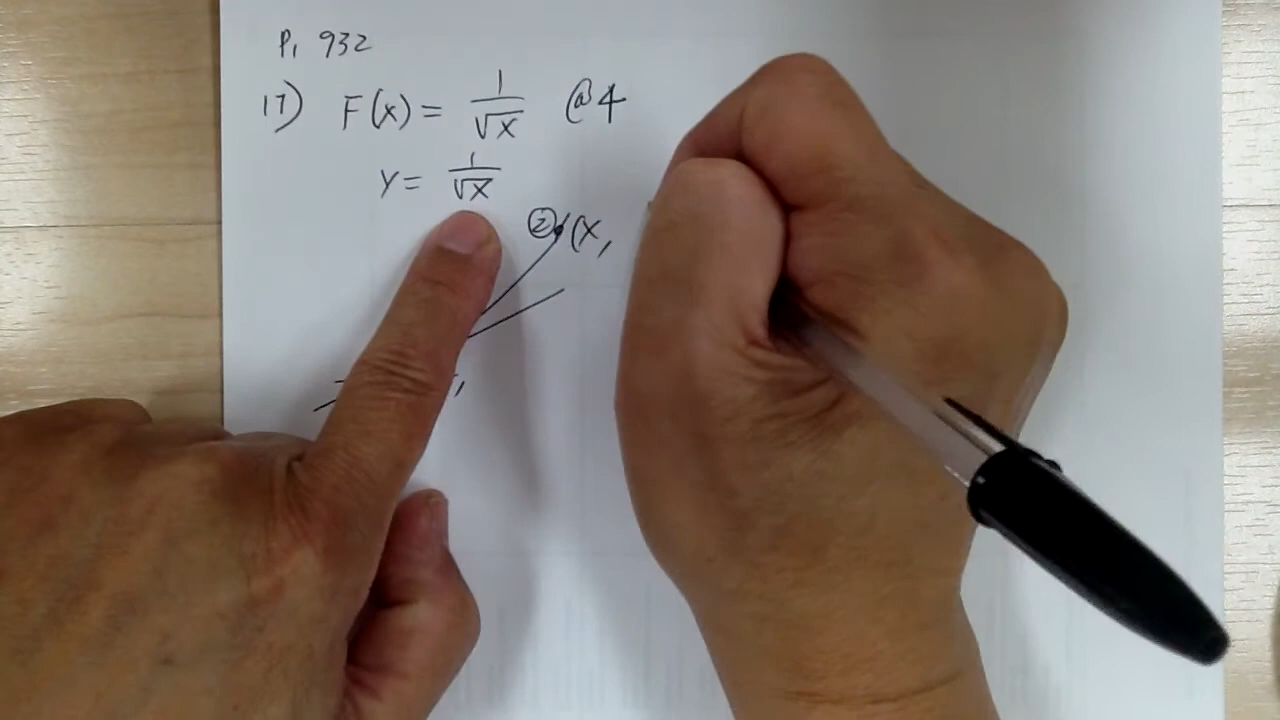 P. 932
17) F(x) = 1/√x @4
y = 1/√x
② (x,